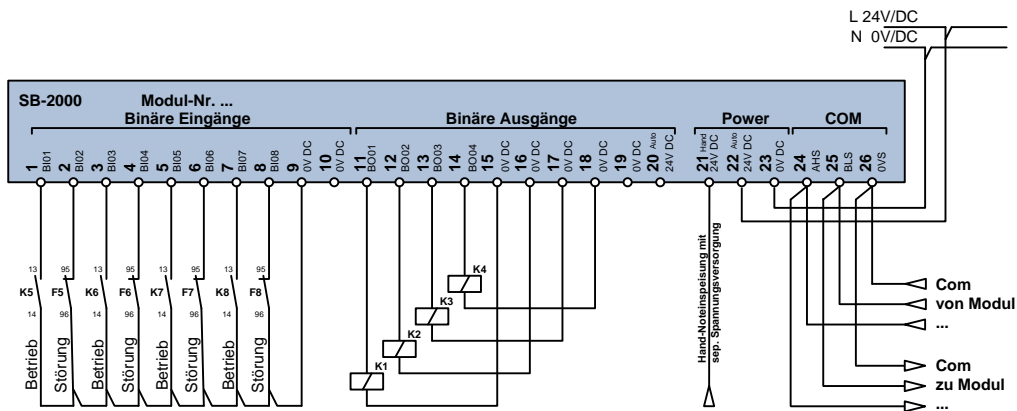 L 24V/DC
N 0V/DC
SB-2000 Modul-Nr. ...
Binäre Eingänge Binäre Ausgänge Power COM
1 BI01
2 BI02
3 BI03
4 BI04
5 BI05
6 BI06
7 BI07
8 BI08
9 0V DC
10 0V DC
11 BO01
12 BO02
13 BO03
14 BO04
15 0V DC
16 0V DC
17 0V DC
18 0V DC
19 0V DC
20 Auto 24V DC
21 Hand 24V DC
22 Auto 24V DC
23 0V DC
24 AHS
25 BLS
26 0VS
13 95 13 95 13 95 13 95
K5 F5 K6 F6 K7 F7 K8 F8
14 96 14 96 14 96 14 96
Betrieb
Störung
Betrieb
Störung
Betrieb
Störung
Betrieb
Störung
K4
K3
K2
K1
Hand-Noteinspeisung mit
sep. Spannungsversorgung
Com
von Modul
...
Com
zu Modul
...